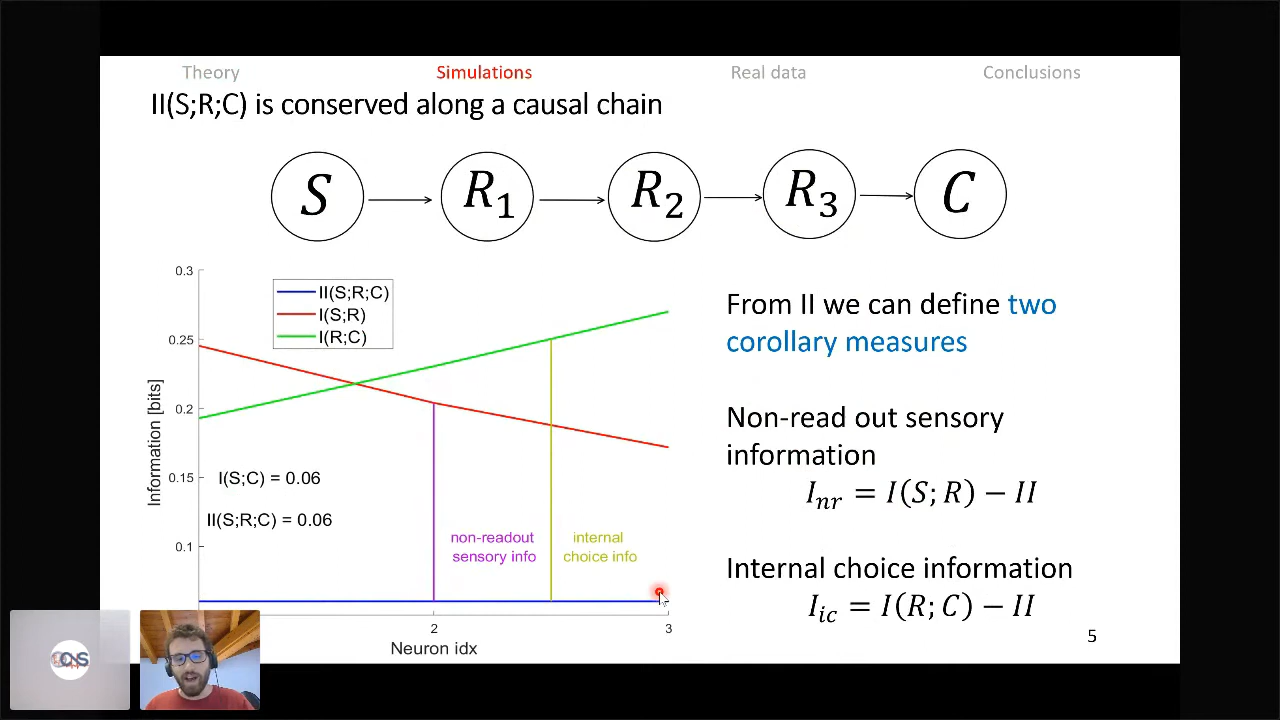 Theory Simulations Real data Conclusions
II(S;R;C) is conserved along a causal chain
S R₁ R₂ R₃ C
0.3
0.25
0.2
0.15
0.1
Information [bits]
II(S;R;C)
I(S;R)
I(R;C)
I(S;C) = 0.06
II(S;R;C) = 0.06
non-readout
sensory info
internal
choice info
2 3
Neuron idx
From II we can define two
corollary measures
Non-read out sensory
information
Iₙᵣ = I(S; R) − II
Internal choice information
I_ic = I(R; C) − II
5